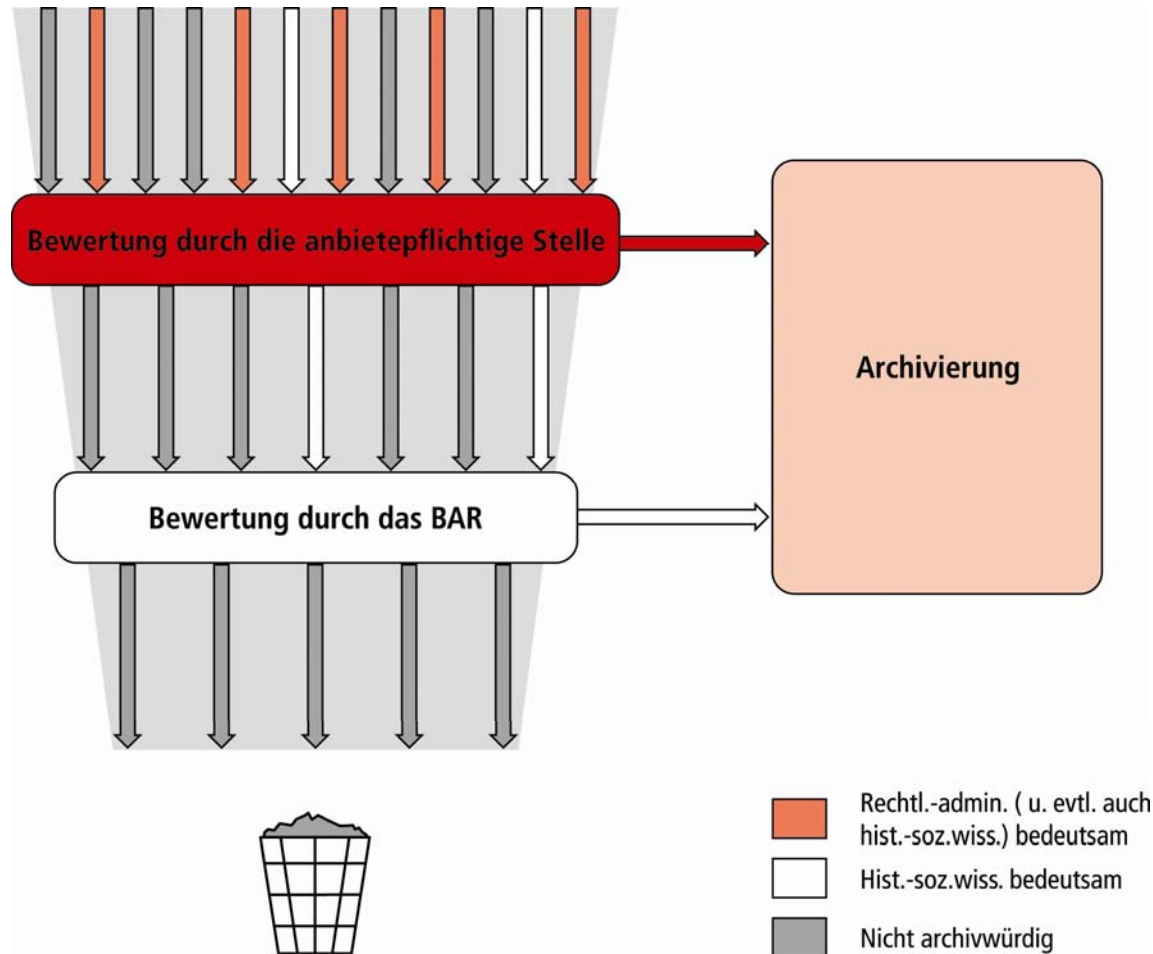 Bewertung durch die anbietepflichtige Stelle
Archivierung
Bewertung durch das BAR
Rechtl.-admin. ( u. evtl. auch
hist.-soz.wiss.) bedeutsam
Hist.-soz.wiss. bedeutsam
Nicht archivwürdig